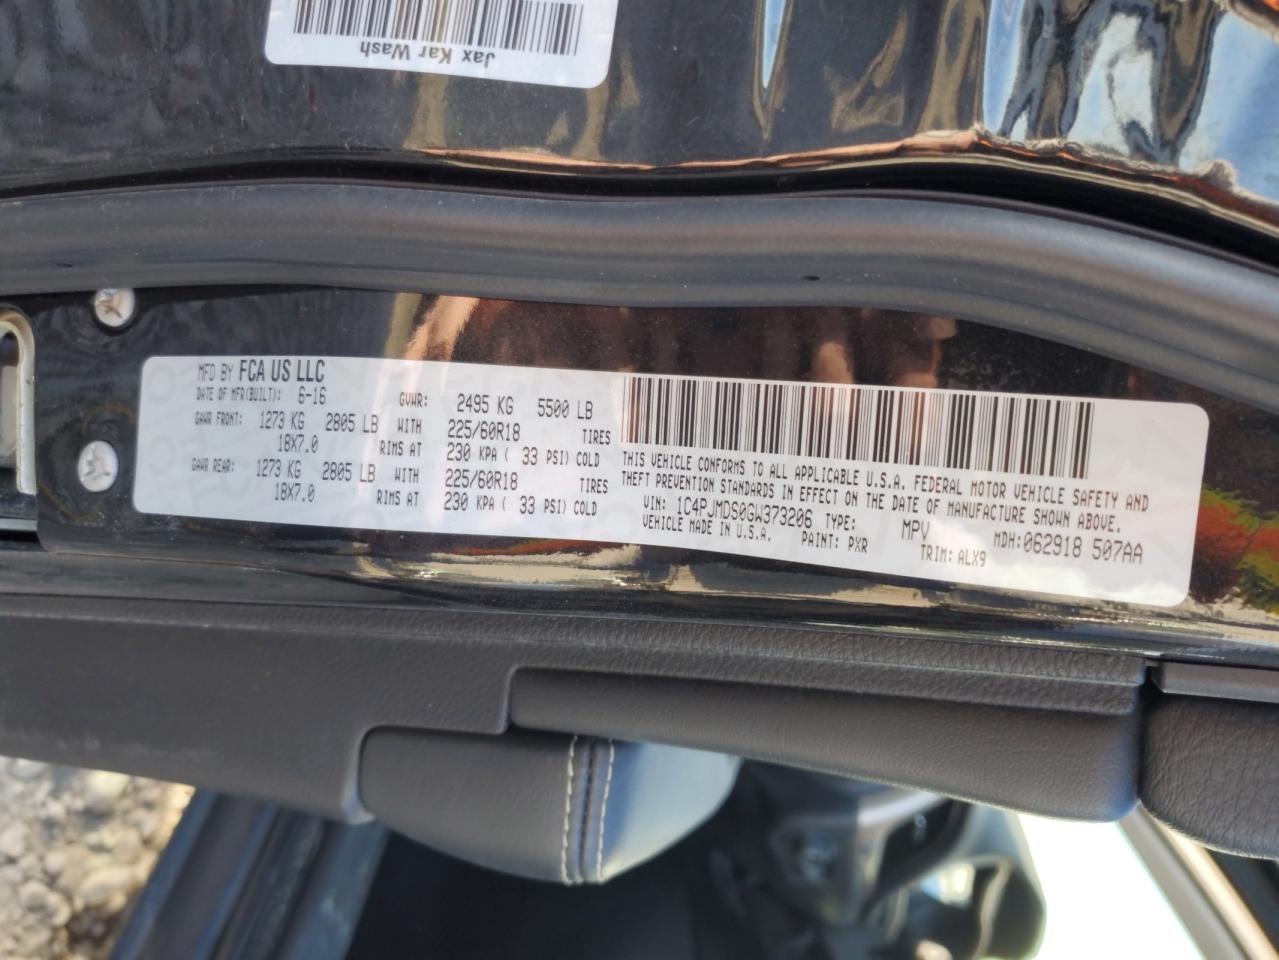 Jax Kar Wash
MFD BY FCA US LLC
DATE OF MFR(BUILT): 6-16 GVWR: 2495 KG 5500 LB
GAWR FRONT: 1273 KG 2805 LB WITH 225/60R18 TIRES
18X7.0 RIMS AT 230 KPA ( 33 PSI) COLD
GAWR REAR: 1273 KG 2805 LB WITH 225/60R18 TIRES
18X7.0 RIMS AT 230 KPA ( 33 PSI) COLD
THIS VEHICLE CONFORMS TO ALL APPLICABLE U.S.A. FEDERAL MOTOR VEHICLE SAFETY AND
THEFT PREVENTION STANDARDS IN EFFECT ON THE DATE OF MANUFACTURE SHOWN ABOVE.
VIN: 1C4PJMDS0GW373206 TYPE: MPV MDH: 062918 507AA
VEHICLE MADE IN U.S.A. PAINT: PXR TRIM: ALX9